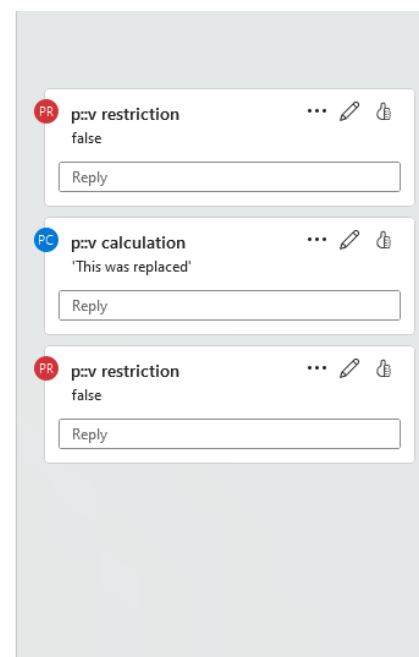 PR p::v restriction
false
Reply
PC p::v calculation
'This was replaced'
Reply
PR p::v restriction
false
Reply